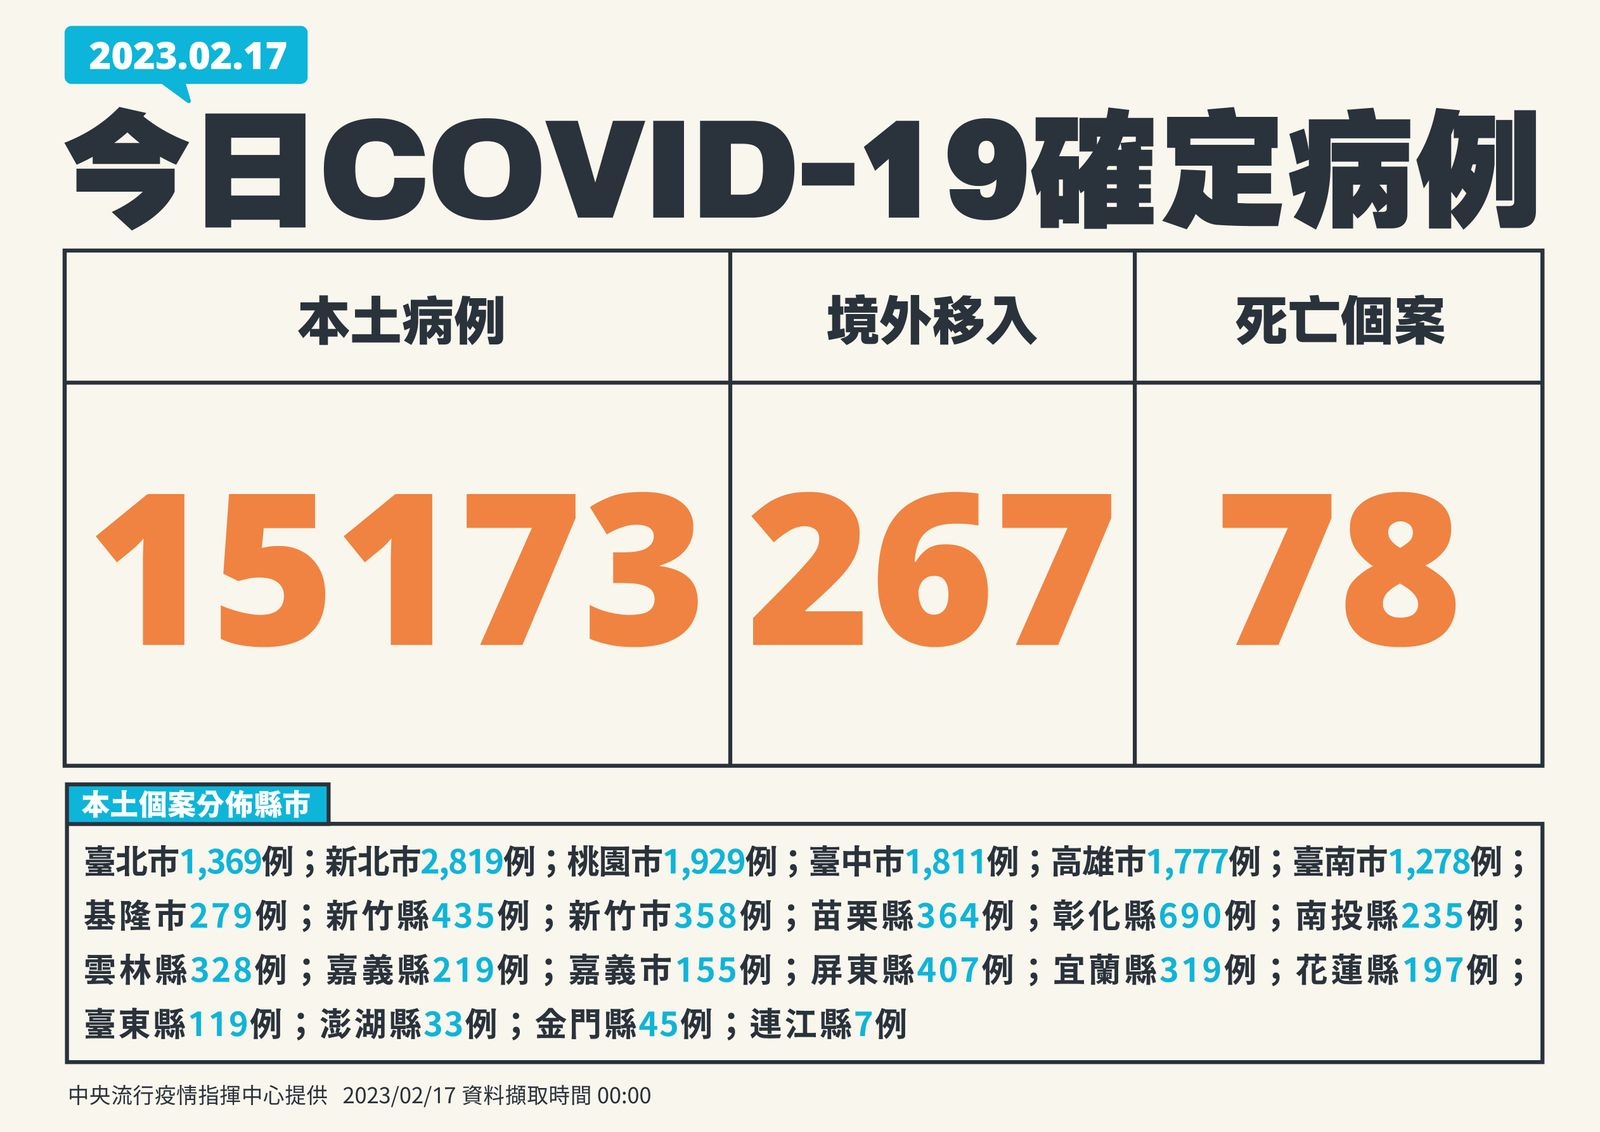 2023.02.17
今日COVID-19確定病例
本土病例 境外移入 死亡個案
15173 267 78
本土個案分佈縣市
臺北市1,369例；新北市2,819例；桃園市1,929例；臺中市1,811例；高雄市1,777例；臺南市1,278例；
基隆市279例；新竹縣435例；新竹市358例；苗栗縣364例；彰化縣690例；南投縣235例；
雲林縣328例；嘉義縣219例；嘉義市155例；屏東縣407例；宜蘭縣319例；花蓮縣197例；
臺東縣119例；澎湖縣33例；金門縣45例；連江縣7例
中央流行疫情指揮中心提供 2023/02/17 資料擷取時間 00:00